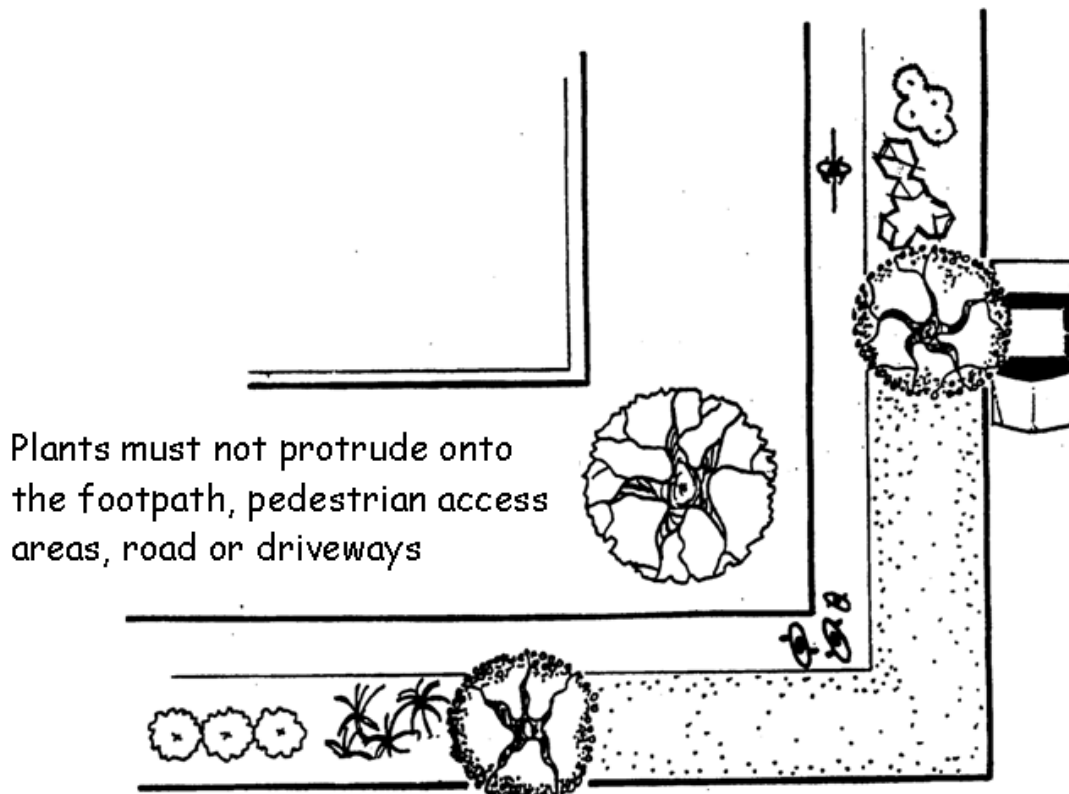 Plants must not protrude onto
the footpath, pedestrian access
areas, road or driveways